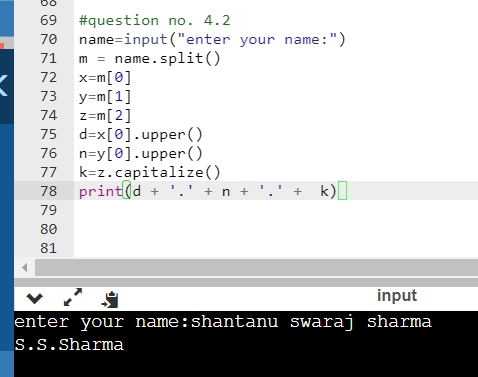 68
69 #question no. 4.2
70 name=input("enter your name:")
71 m = name.split()
72 x=m[0]
73 y=m[1]
74 z=m[2]
75 d=x[0].upper()
76 n=y[0].upper()
77 k=z.capitalize()
78 print(d + '.' + n + '.' +  k)
79
80
81
input
enter your name:shantanu swaraj sharma
S.S.Sharma